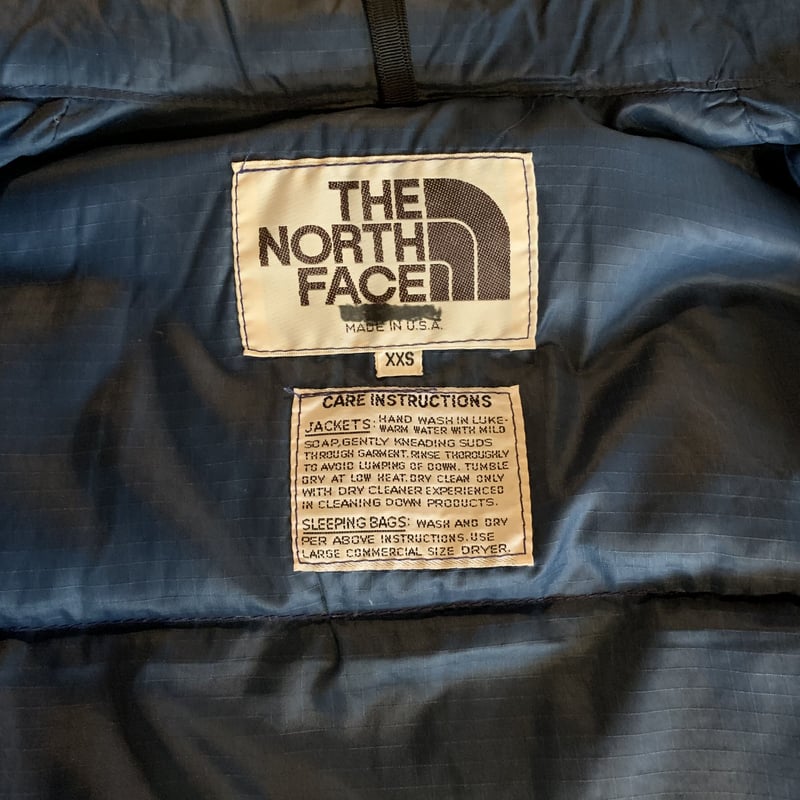 THE
NORTH
FACE
MADE IN U.S.A.
XXS
CARE INSTRUCTIONS
JACKETS: HAND WASH IN LUKE-
WARM WATER WITH MILD
SOAP, GENTLY KNEADING SUDS
THROUGH GARMENT. RINSE THOROUGHLY
TO AVOID LUMPING OF DOWN. TUMBLE
DRY AT LOW HEAT. DRY CLEAN ONLY
WITH DRY CLEANER EXPERIENCED
IN CLEANING DOWN PRODUCTS.
SLEEPING BAGS: WASH AND DRY
PER ABOVE INSTRUCTIONS. USE
LARGE COMMERCIAL SIZE DRYER.